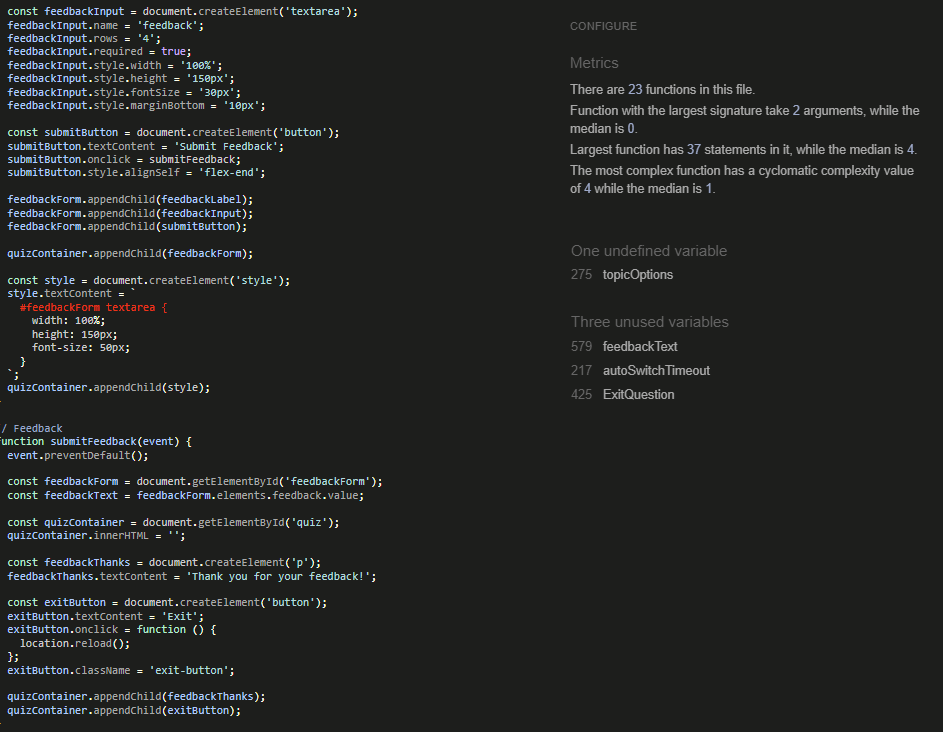 const feedbackInput = document.createElement('textarea');
feedbackInput.name = 'feedback';
feedbackInput.rows = '4';
feedbackInput.required = true;
feedbackInput.style.width = '100%';
feedbackInput.style.height = '150px';
feedbackInput.style.fontSize = '30px';
feedbackInput.style.marginBottom = '10px';
const submitButton = document.createElement('button');
submitButton.textContent = 'Submit Feedback';
submitButton.onclick = submitFeedback;
submitButton.style.alignSelf = 'flex-end';
feedbackForm.appendChild(feedbackLabel);
feedbackForm.appendChild(feedbackInput);
feedbackForm.appendChild(submitButton);
quizContainer.appendChild(feedbackForm);
const style = document.createElement('style');
style.textContent = `
#feedbackForm textarea {
width: 100%;
height: 150px;
font-size: 50px;
}
`;
quizContainer.appendChild(style);
/ Feedback
unction submitFeedback(event) {
event.preventDefault();
const feedbackForm = document.getElementById('feedbackForm');
const feedbackText = feedbackForm.elements.feedback.value;
const quizContainer = document.getElementById('quiz');
quizContainer.innerHTML = '';
const feedbackThanks = document.createElement('p');
feedbackThanks.textContent = 'Thank you for your feedback!';
const exitButton = document.createElement('button');
exitButton.textContent = 'Exit';
exitButton.onclick = function () {
location.reload();
};
exitButton.className = 'exit-button';
quizContainer.appendChild(feedbackThanks);
quizContainer.appendChild(exitButton);
CONFIGURE
Metrics
There are 23 functions in this file.
Function with the largest signature take 2 arguments, while the
median is 0.
Largest function has 37 statements in it, while the median is 4.
The most complex function has a cyclomatic complexity value
of 4 while the median is 1.
One undefined variable
275 topicOptions
Three unused variables
579 feedbackText
217 autoSwitchTimeout
425 ExitQuestion